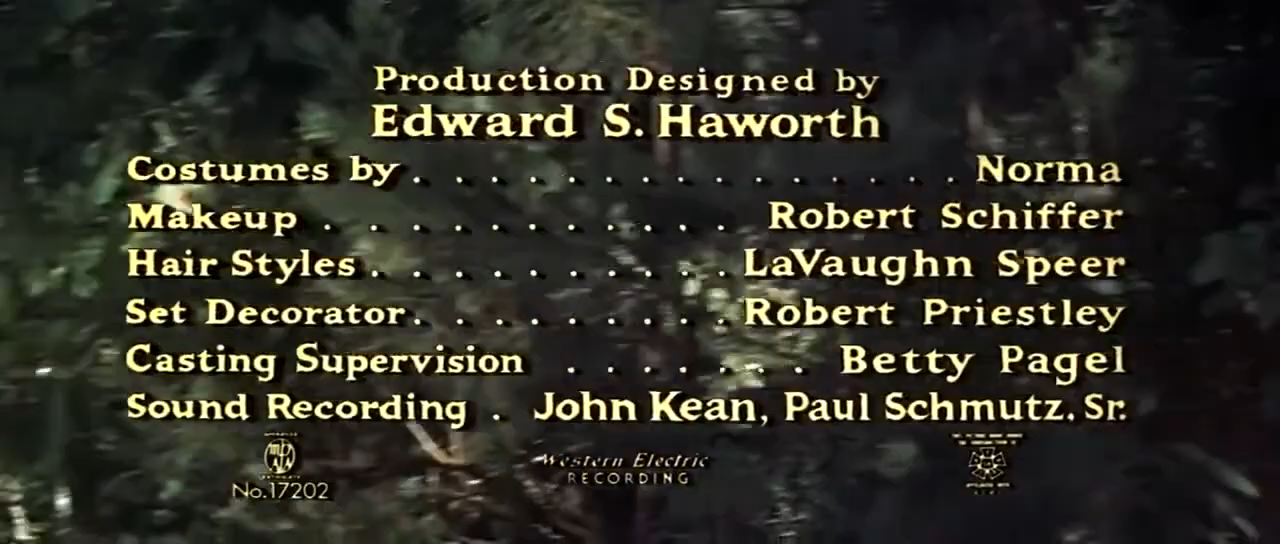 Production Designed by
Edward S. Haworth
Costumes by . . . . . . . . . . . . . . . Norma
Makeup . . . . . . . . . . Robert Schiffer
Hair Styles . . . . . . . . . . . LaVaughn Speer
Set Decorator . . . . . . . . . . Robert Priestley
Casting Supervision . . . . . . . Betty Pagel
Sound Recording . John Kean, Paul Schmutz, Sr.
No. 17202
Western Electric
RECORDING